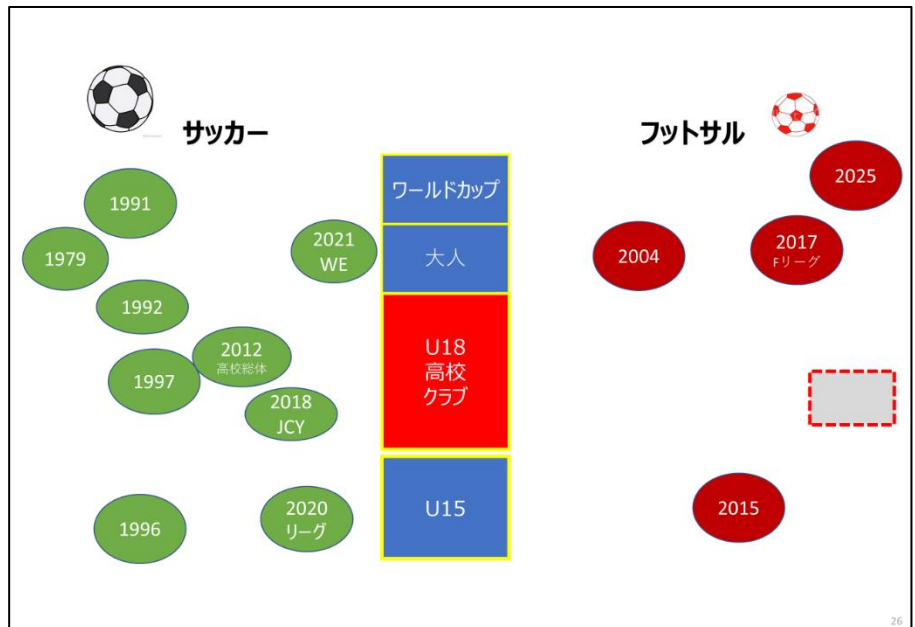 サッカー
フットサル
1991
1979
2021
WE
1992
2012
高校総体
1997
2018
JCY
1996
2020
リーグ
ワールドカップ
大人
U18
高校
クラブ
U15
2025
2004
2017
Fリーグ
2015
26